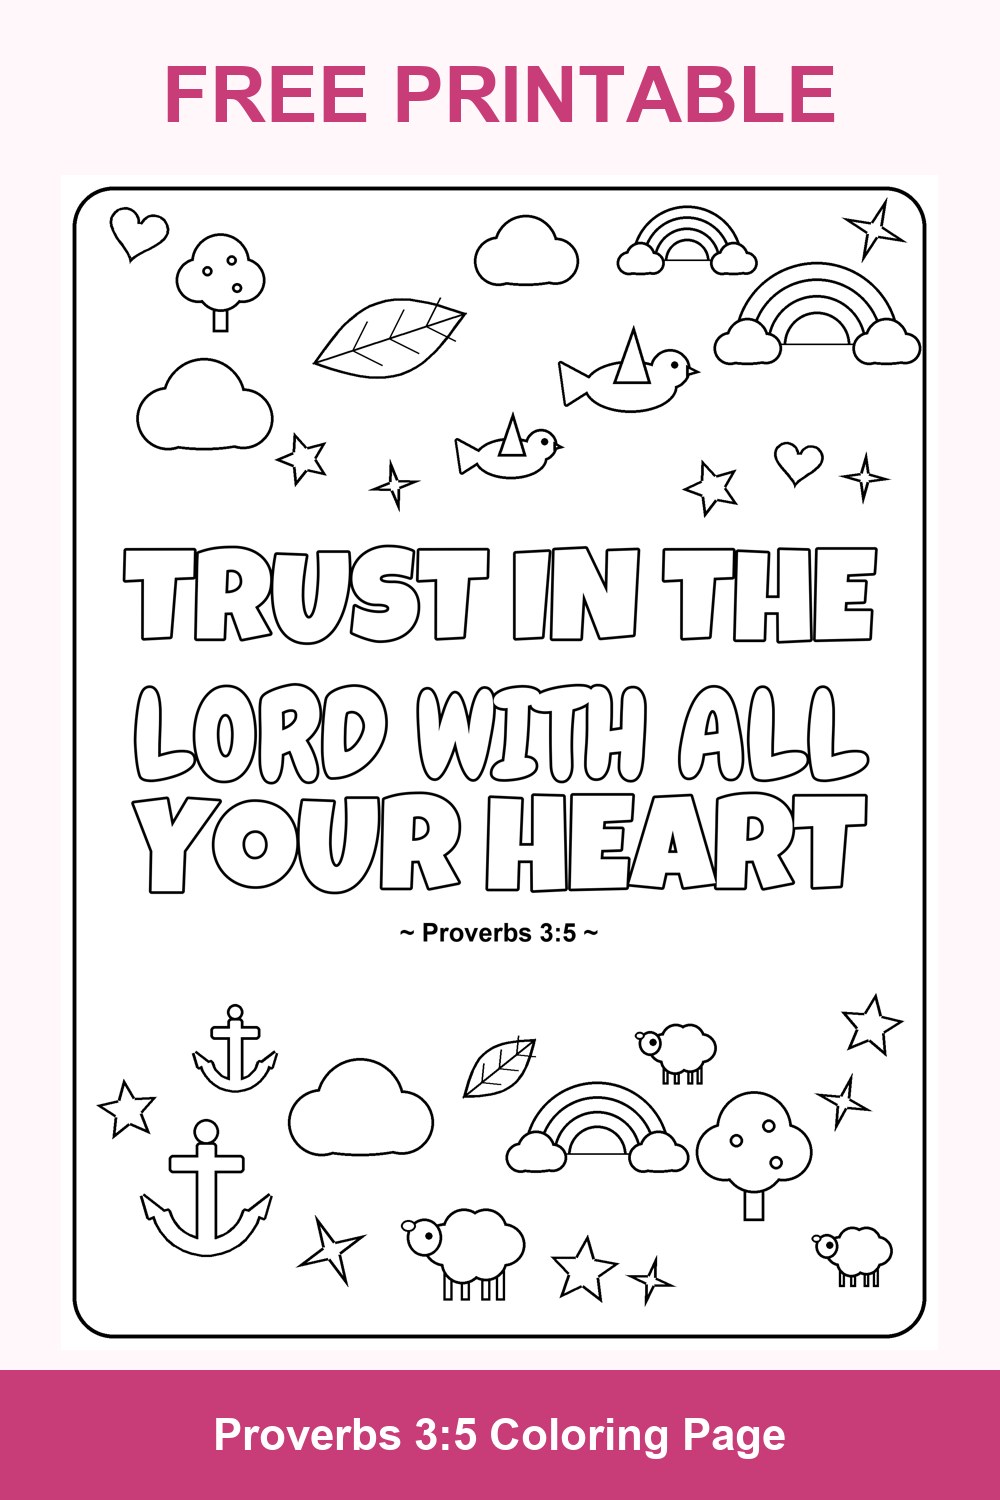 FREE PRINTABLE
TRUST IN THE
LORD WITH ALL
YOUR HEART
~ Proverbs 3:5 ~
Proverbs 3:5 Coloring Page